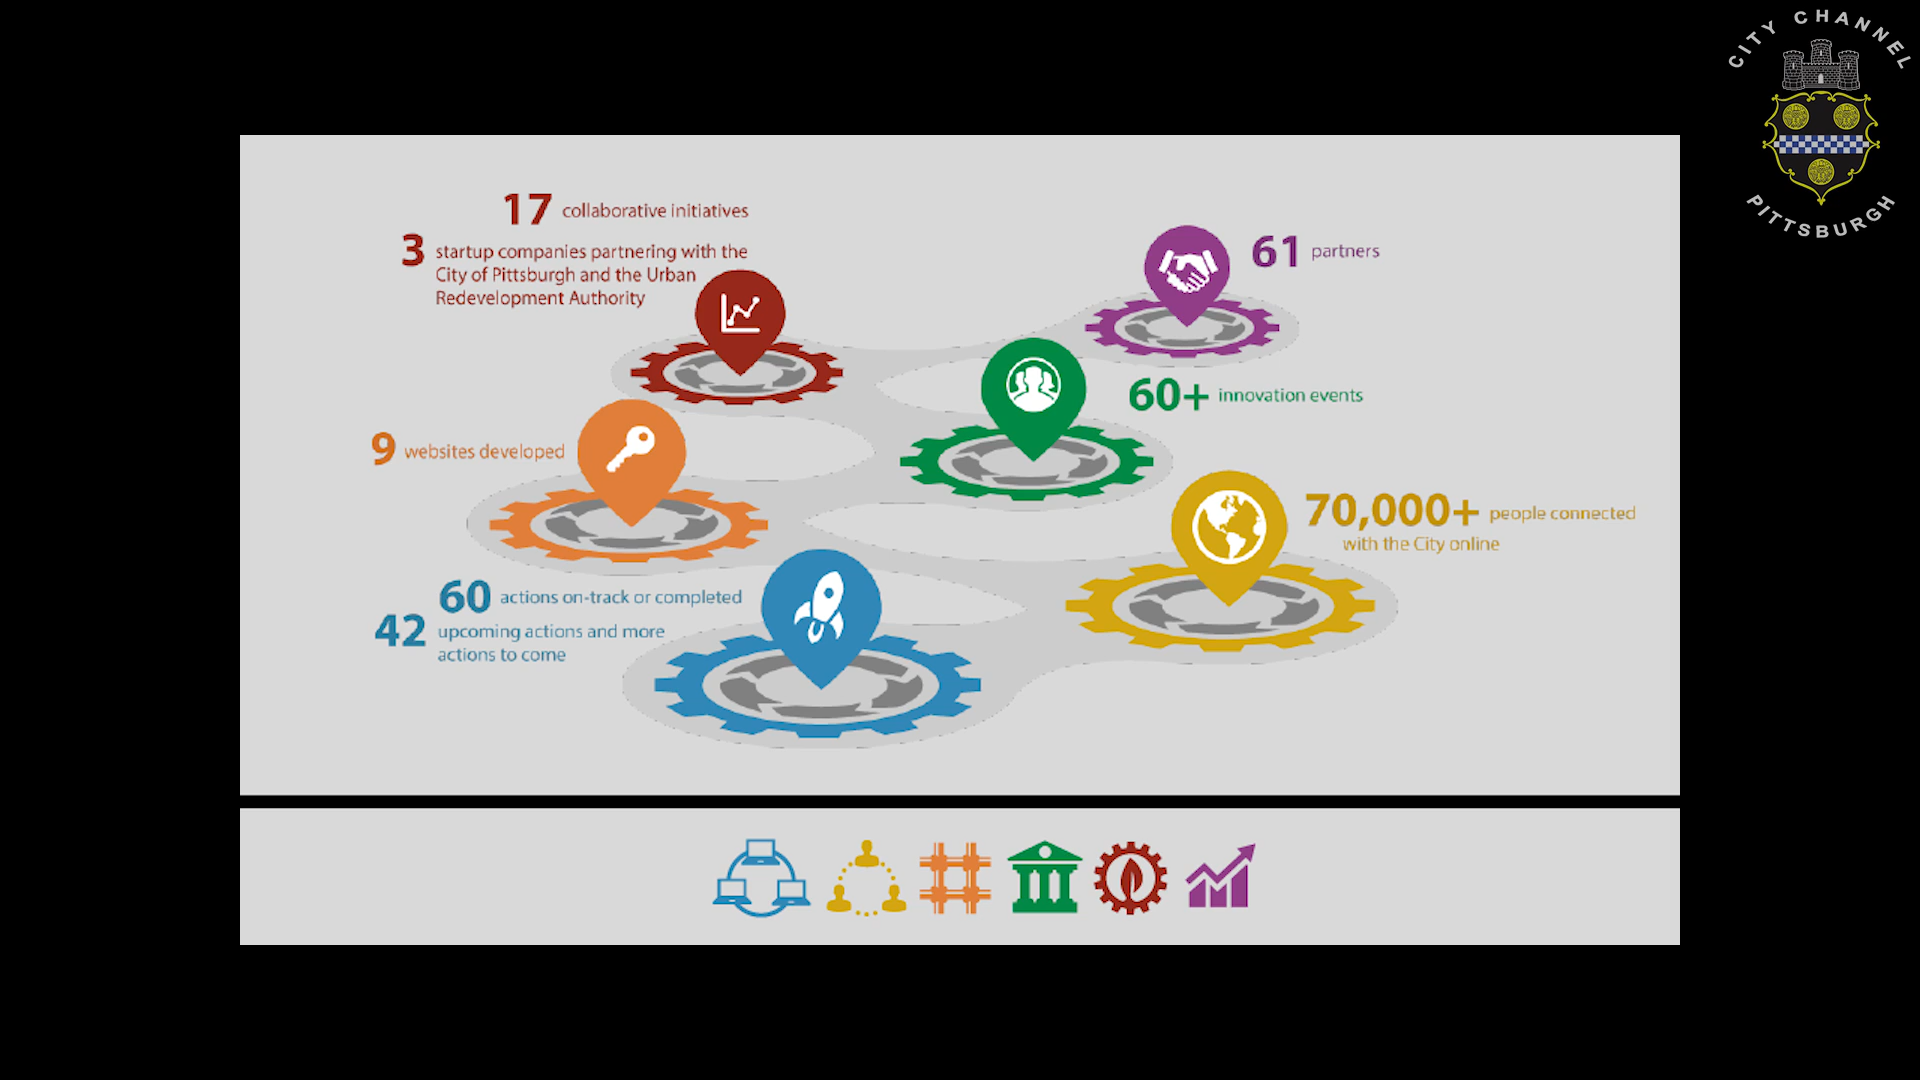 CITY CHANNEL
PITTSBURGH
17 collaborative initiatives
3 startup companies partnering with the
City of Pittsburgh and the Urban
Redevelopment Authority
61 partners
60+ innovation events
9 websites developed
70,000+ people connected
with the City online
60 actions on-track or completed
42 upcoming actions and more
actions to come